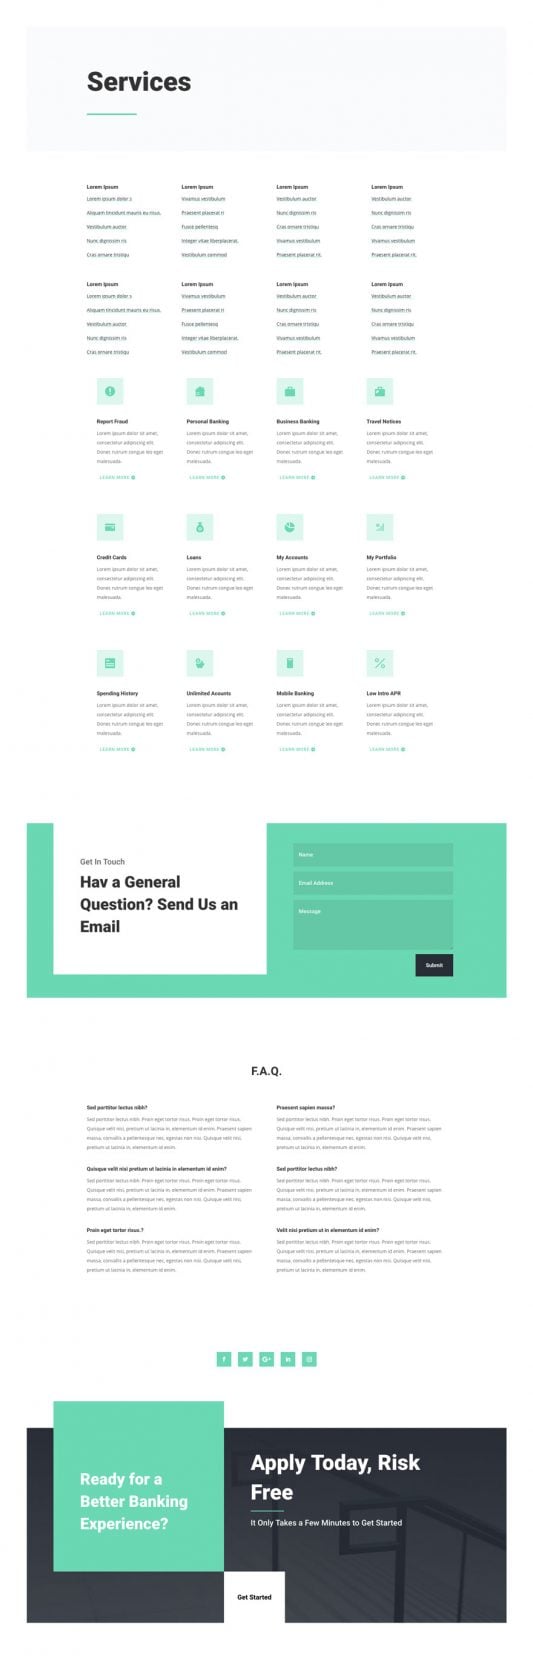 Services
Lorem Ipsum
Lorem ipsum dolor s
Aliquam tincidunt mauris eu risus.
Vestibulum auctor
Nunc dignissim ris
Cras ornare tristiqu
Lorem Ipsum
Vivamus vestibulum
Praesent placerat ri
Fusce pellentesq
Integer vitae liberplacerat.
Vestibulum commod
Lorem Ipsum
Vestibulum auctor
Nunc dignissim ris
Cras ornare tristiqu
Vivamus vestibulum
Praesent placerat rit.
Lorem Ipsum
Vestibulum auctor
Nunc dignissim ris
Cras ornare tristiqu
Vivamus vestibulum
Praesent placerat rit.
Lorem Ipsum
Lorem ipsum dolor s
Aliquam tincidunt mauris eu risus.
Vestibulum auctor
Nunc dignissim ris
Cras ornare tristiqu
Lorem Ipsum
Vivamus vestibulum
Praesent placerat ri
Fusce pellentesq
Integer vitae liberplacerat.
Vestibulum commod
Lorem Ipsum
Vestibulum auctor
Nunc dignissim ris
Cras ornare tristiqu
Vivamus vestibulum
Praesent placerat rit.
Lorem Ipsum
Vestibulum auctor
Nunc dignissim ris
Cras ornare tristiqu
Vivamus vestibulum
Praesent placerat rit.
Report Fraud
Lorem ipsum dolor sit amet,
consectetur adipiscing elit.
Donec rutrum congue leo eget
malesuada.
LEARN MORE
Personal Banking
Lorem ipsum dolor sit amet,
consectetur adipiscing elit.
Donec rutrum congue leo eget
malesuada.
LEARN MORE
Business Banking
Lorem ipsum dolor sit amet,
consectetur adipiscing elit.
Donec rutrum congue leo eget
malesuada.
LEARN MORE
Travel Notices
Lorem ipsum dolor sit amet,
consectetur adipiscing elit.
Donec rutrum congue leo eget
malesuada.
LEARN MORE
Credit Cards
Lorem ipsum dolor sit amet,
consectetur adipiscing elit.
Donec rutrum congue leo eget
malesuada.
LEARN MORE
Loans
Lorem ipsum dolor sit amet,
consectetur adipiscing elit.
Donec rutrum congue leo eget
malesuada.
LEARN MORE
My Accounts
Lorem ipsum dolor sit amet,
consectetur adipiscing elit.
Donec rutrum congue leo eget
malesuada.
LEARN MORE
My Portfolio
Lorem ipsum dolor sit amet,
consectetur adipiscing elit.
Donec rutrum congue leo eget
malesuada.
LEARN MORE
Spending History
Lorem ipsum dolor sit amet,
consectetur adipiscing elit.
Donec rutrum congue leo eget
malesuada.
LEARN MORE
Unlimited Acounts
Lorem ipsum dolor sit amet,
consectetur adipiscing elit.
Donec rutrum congue leo eget
malesuada.
LEARN MORE
Mobile Banking
Lorem ipsum dolor sit amet,
consectetur adipiscing elit.
Donec rutrum congue leo eget
malesuada.
LEARN MORE
Low Intro APR
Lorem ipsum dolor sit amet,
consectetur adipiscing elit.
Donec rutrum congue leo eget
malesuada.
LEARN MORE
Get In Touch
Hav a General
Question? Send Us an
Email
Name
Email Address
Message
Submit
F.A.Q.
Sed porttitor lectus nibh?
Sed porttitor lectus nibh. Proin eget tortor risus. Proin eget tortor risus.
Quisque velit nisi, pretium ut lacinia in, elementum id enim. Praesent sapien
massa, convallis a pellentesque nec, egestas non nisi. Quisque velit nisi,
pretium ut lacinia in, elementum id enim.
Praesent sapien massa?
Sed porttitor lectus nibh. Proin eget tortor risus. Proin eget tortor risus.
Quisque velit nisi, pretium ut lacinia in, elementum id enim. Praesent sapien
massa, convallis a pellentesque nec, egestas non nisi. Quisque velit nisi,
pretium ut lacinia in, elementum id enim.
Quisque velit nisi pretium ut lacinia in elementum id enim?
Sed porttitor lectus nibh. Proin eget tortor risus. Proin eget tortor risus.
Quisque velit nisi, pretium ut lacinia in, elementum id enim. Praesent sapien
massa, convallis a pellentesque nec, egestas non nisi. Quisque velit nisi,
pretium ut lacinia in, elementum id enim.
Sed porttitor lectus nibh?
Sed porttitor lectus nibh. Proin eget tortor risus. Proin eget tortor risus.
Quisque velit nisi, pretium ut lacinia in, elementum id enim. Praesent sapien
massa, convallis a pellentesque nec, egestas non nisi. Quisque velit nisi,
pretium ut lacinia in, elementum id enim.
Proin eget tortor risus.?
Sed porttitor lectus nibh. Proin eget tortor risus. Proin eget tortor risus.
Quisque velit nisi, pretium ut lacinia in, elementum id enim. Praesent sapien
massa, convallis a pellentesque nec, egestas non nisi. Quisque velit nisi,
pretium ut lacinia in, elementum id enim.
Velit nisi pretium ut in elementum id enim?
Sed porttitor lectus nibh. Proin eget tortor risus. Proin eget tortor risus.
Quisque velit nisi, pretium ut lacinia in, elementum id enim. Praesent sapien
massa, convallis a pellentesque nec, egestas non nisi. Quisque velit nisi,
pretium ut lacinia in, elementum id enim.
Ready for a
Better Banking
Experience?
Apply Today, Risk
Free
It Only Takes a Few Minutes to Get Started
Get Started